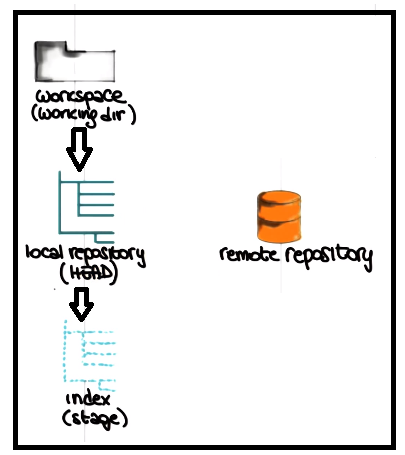 workspace
(working dir)
local repository
(HEAD)
remote repository
index
(stage)